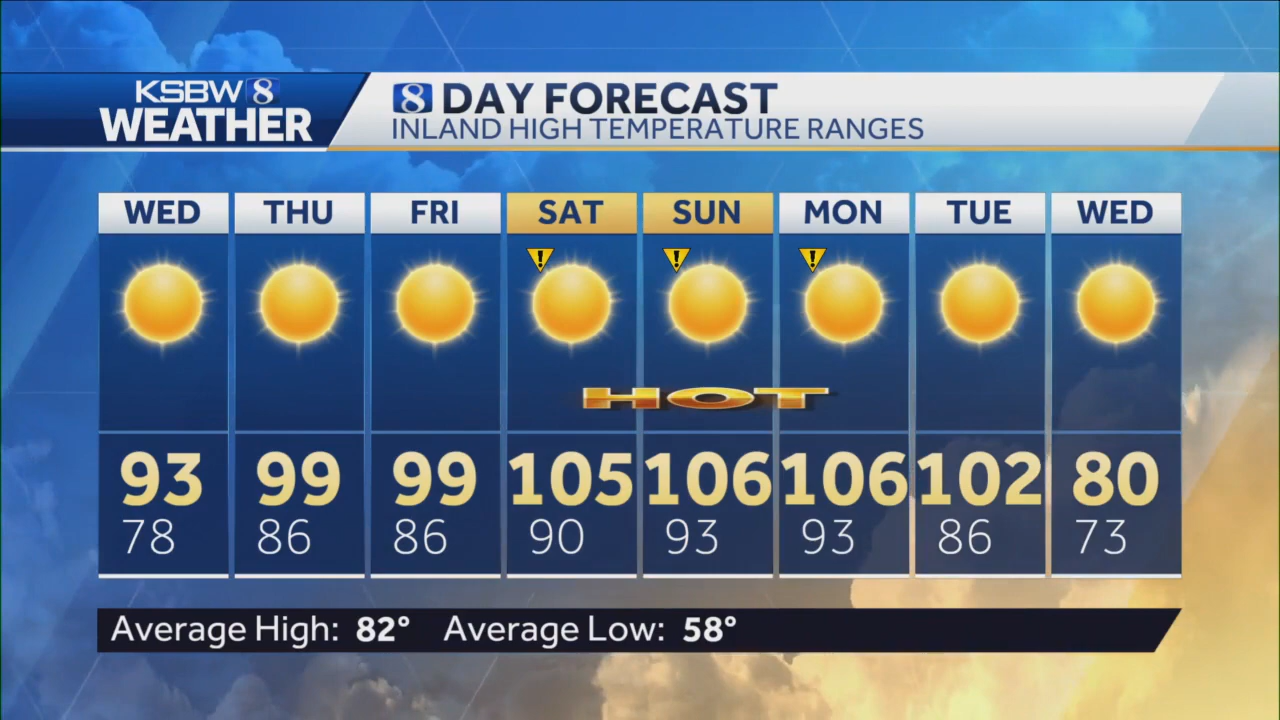 KSBW 8
WEATHER
8 DAY FORECAST
INLAND HIGH TEMPERATURE RANGES
WED THU FRI SAT SUN MON TUE WED
! ! !
HOT
93 99 99 105 106 106 102 80
78 86 86 90 93 93 86 73
Average High: 82° Average Low: 58°